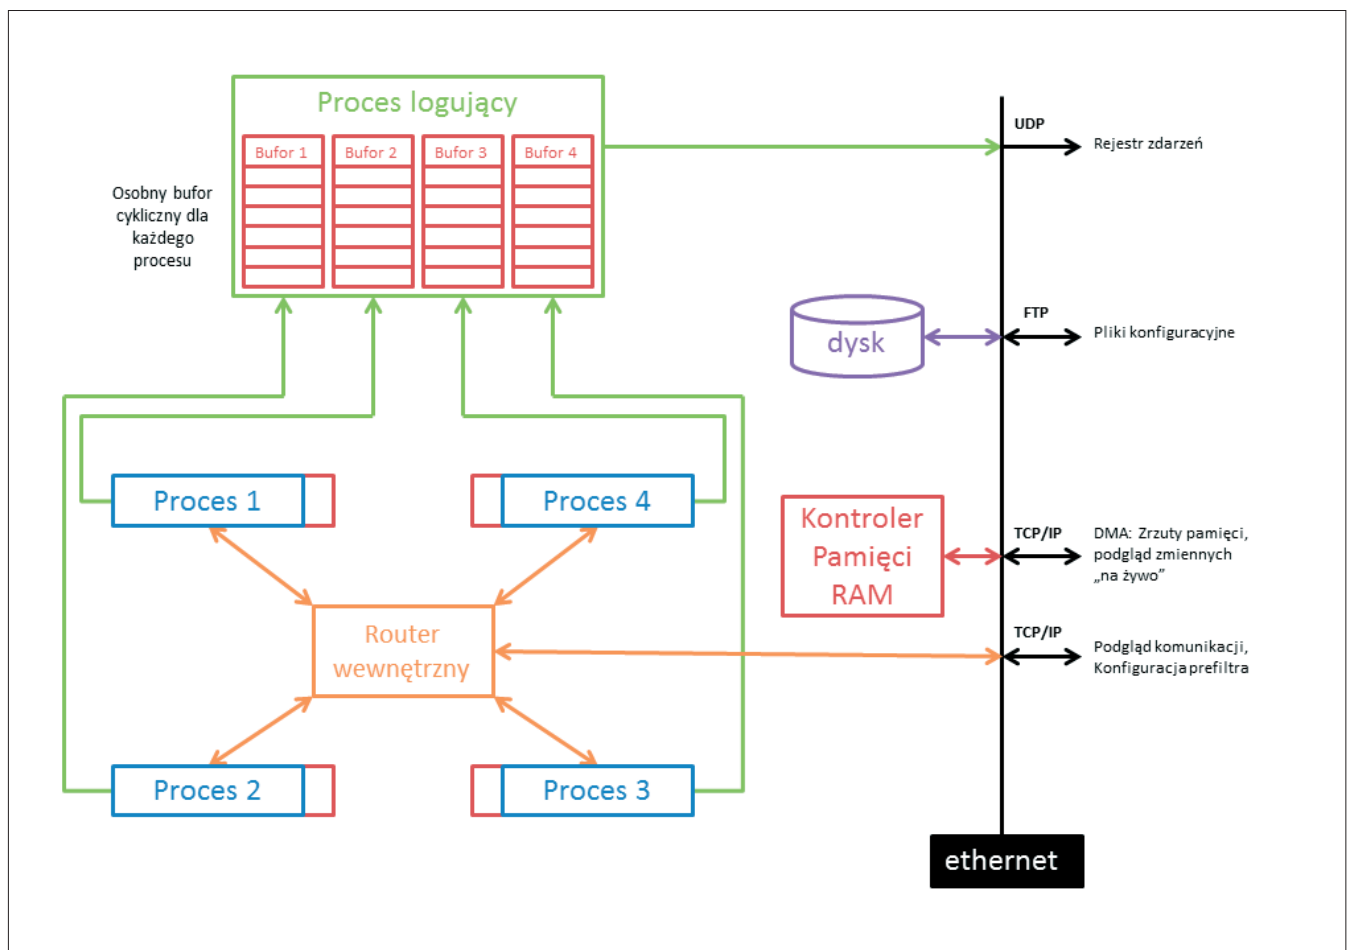 Proces logujący
Bufor 1
Bufor 2
Bufor 3
Bufor 4
Osobny bufor
cykliczny dla
każdego
procesu
UDP
Rejestr zdarzeń
dysk
FTP
Pliki konfiguracyjne
Proces 1
Proces 4
Kontroler
Pamięci
RAM
TCP/IP
DMA: Zrzuty pamięci,
podgląd zmiennych
„na żywo”
Router
wewnętrzny
TCP/IP
Podgląd komunikacji,
Konfiguracja prefiltra
Proces 2
Proces 3
ethernet